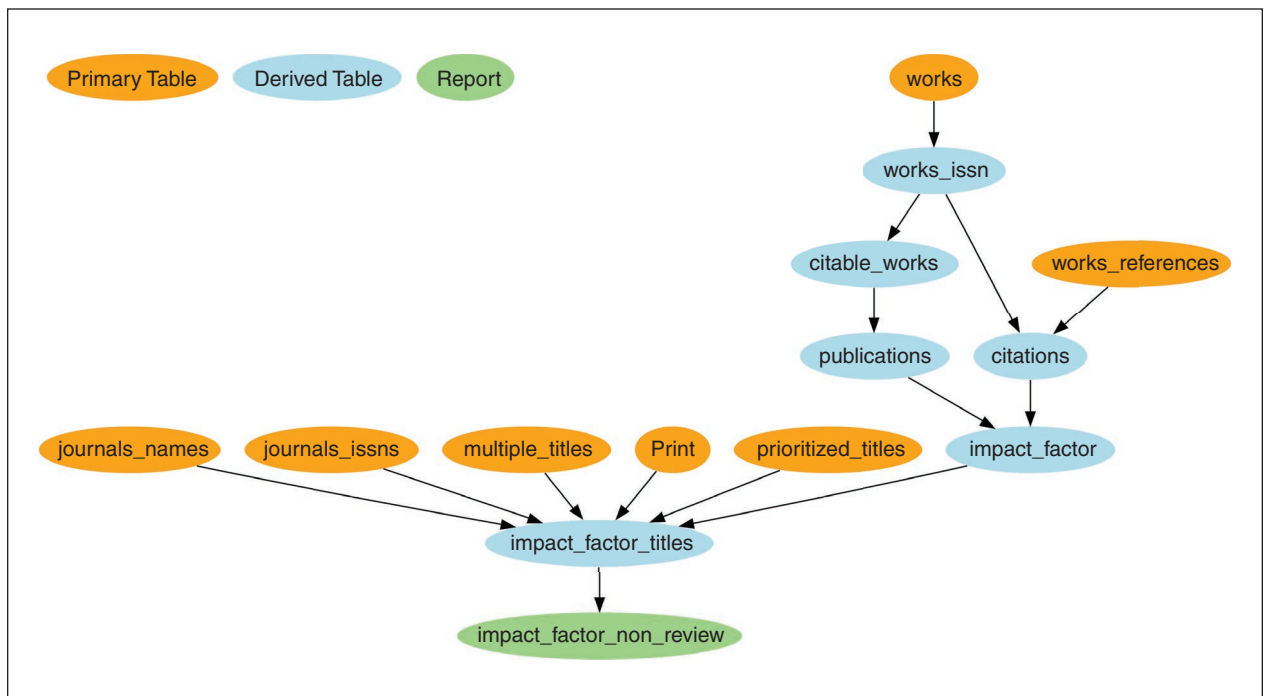 Primary Table
Derived Table
Report
works
works_issn
citable_works
works_references
publications
citations
journals_names
journals_issns
multiple_titles
Print
prioritized_titles
impact_factor
impact_factor_titles
impact_factor_non_review